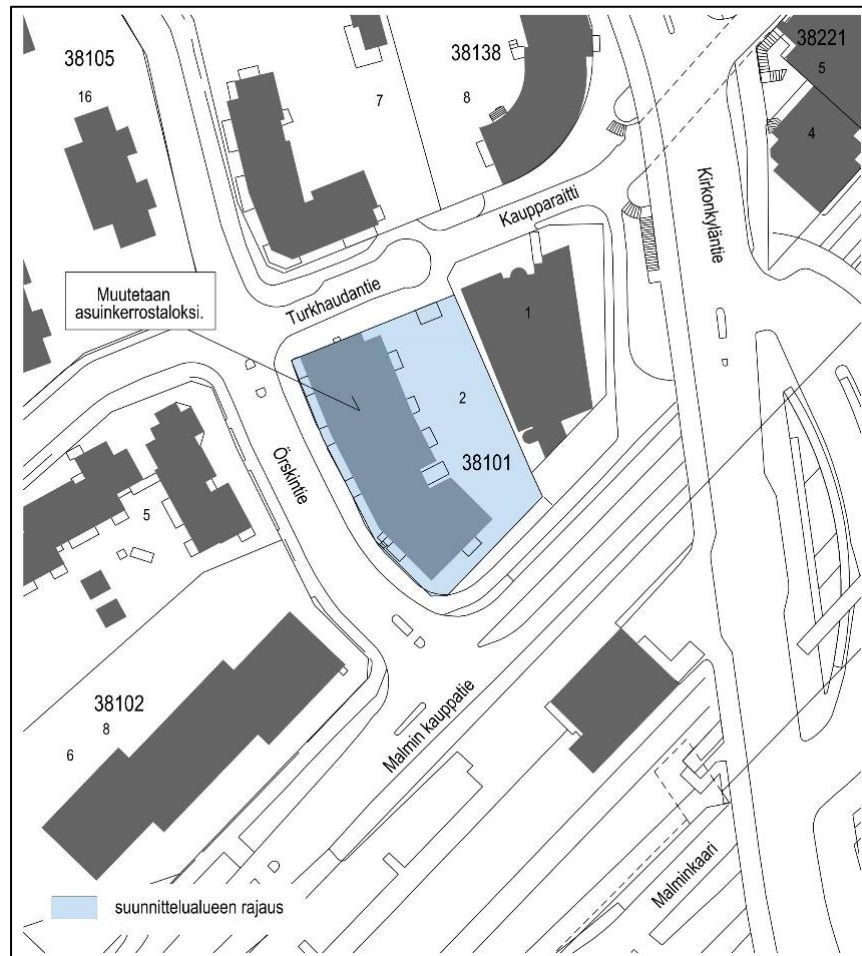 38105
16
7
38138
8
38221
5
4
Kirkonkyläntie
Kaupparaitti
Turkhaudantie
Muutetaan
asuinkerrostaloksi.
1
2
38101
Örskintie
5
38102
8
6
Malmin kauppatie
Malminkaari
suunnittelualueen rajaus